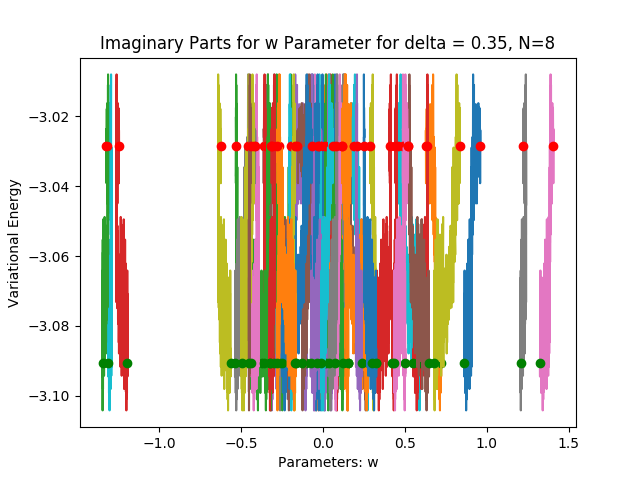 Imaginary Parts for w Parameter for delta = 0.35, N=8
−3.02
−3.04
−3.06
−3.08
−3.10
Variational Energy
−1.0 −0.5 0.0 0.5 1.0 1.5
Parameters: w